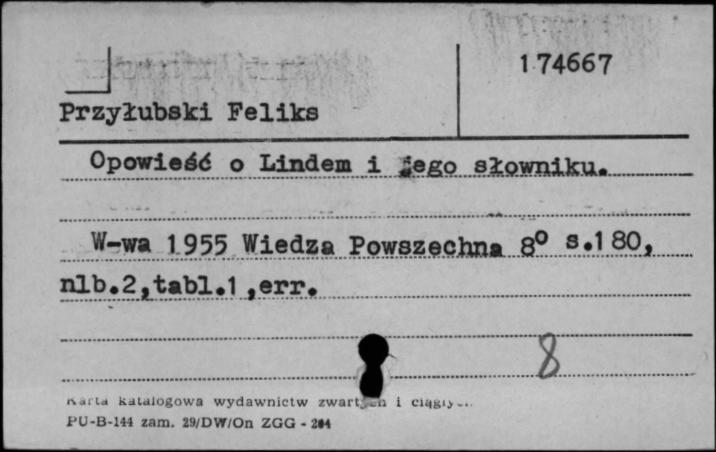 174667
Przyłubski Feliks
Opowieść o Lindem i jego słowniku.
W-wa 1955 Wiedza Powszechna 8° s.180,
nlb.2,tabl.1,err.
8
Karta katalogowa wydawnictw zwartych i ciągłych
PU-B-144 zam. 29/DW/On ZGG - 204